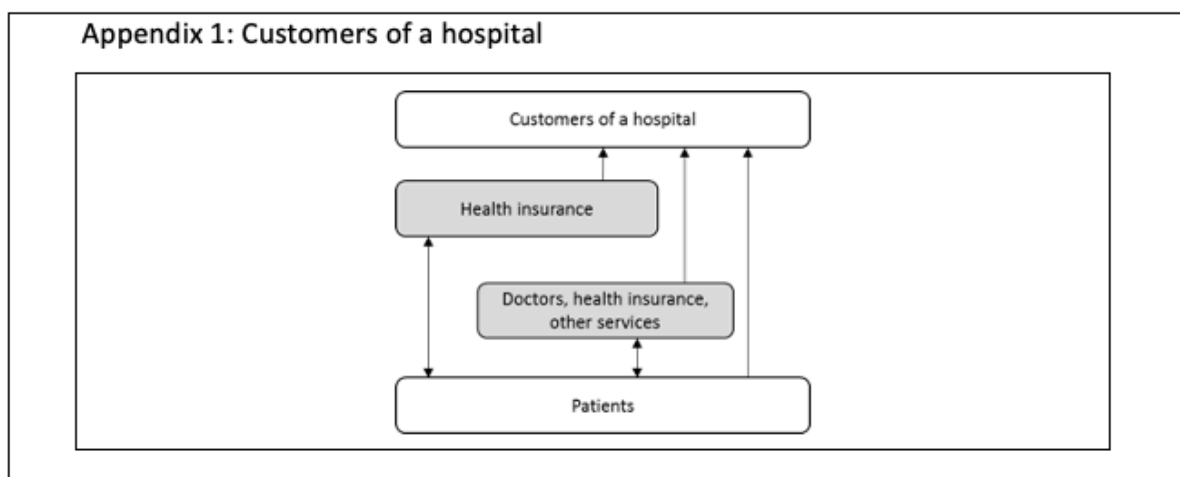 Appendix 1: Customers of a hospital
Customers of a hospital
Health insurance
Doctors, health insurance,
other services
Patients